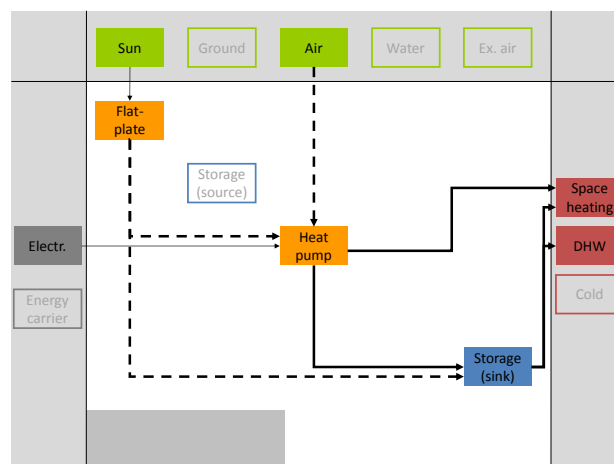 Sun
Ground
Air
Water
Ex. air
Flat-
plate
Storage
(source)
Space
heating
Electr.
Heat
pump
DHW
Energy
carrier
Cold
Storage
(sink)